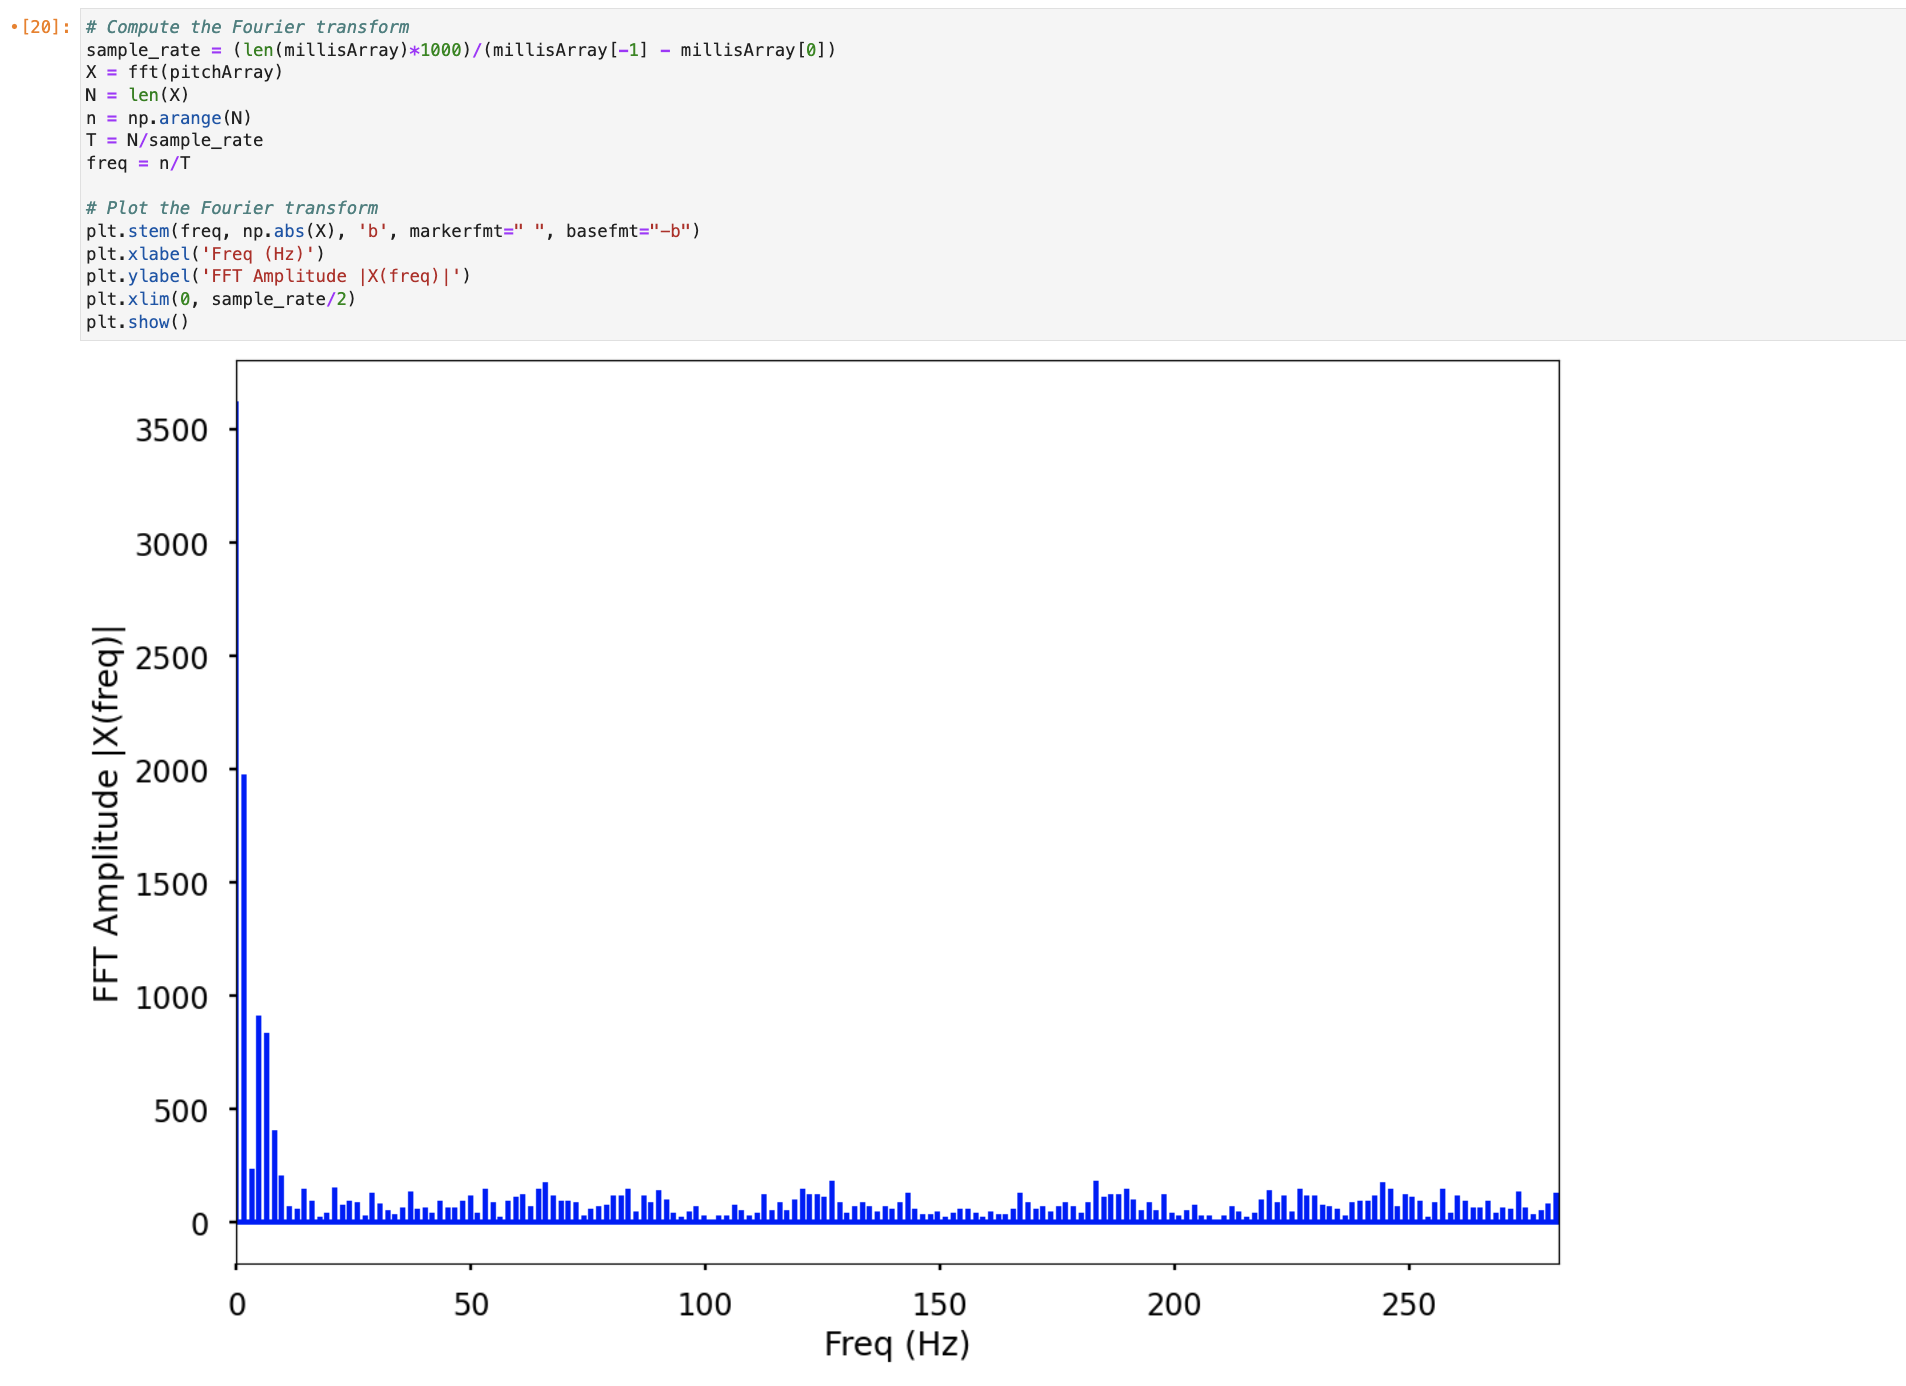 •[20]: # Compute the Fourier transform
sample_rate = (len(millisArray)*1000)/(millisArray[-1] - millisArray[0])
X = fft(pitchArray)
N = len(X)
n = np.arange(N)
T = N/sample_rate
freq = n/T
# Plot the Fourier transform
plt.stem(freq, np.abs(X), 'b', markerfmt=" ", basefmt="-b")
plt.xlabel('Freq (Hz)')
plt.ylabel('FFT Amplitude |X(freq)|')
plt.xlim(0, sample_rate/2)
plt.show()
3500
3000
2500
2000
1500
1000
500
0
FFT Amplitude |X(freq)|
0 50 100 150 200 250
Freq (Hz)